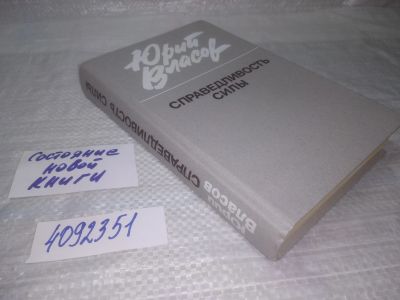 Юрий
Власов
СПРАВЕДЛИВОСТЬ
СИЛЫ
Юрий
Власов
СПРАВЕДЛИВОСТЬ СИЛЫ
Состояние
новой
книги
4092351